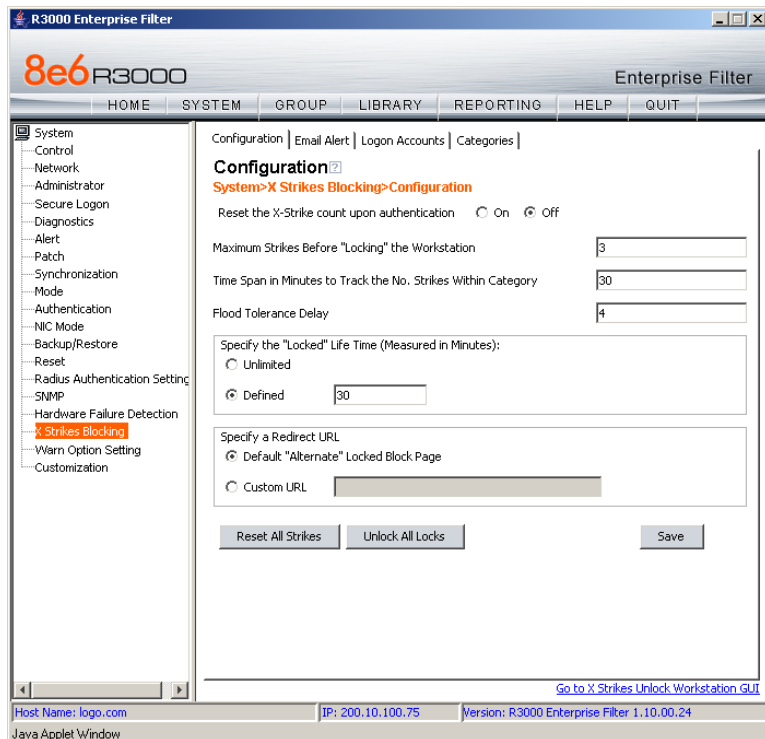 R3000 Enterprise Filter
8e6 R3000
Enterprise Filter
HOME SYSTEM GROUP LIBRARY REPORTING HELP QUIT
System
Control
Network
Administrator
Secure Logon
Diagnostics
Alert
Patch
Synchronization
Mode
Authentication
NIC Mode
Backup/Restore
Reset
Radius Authentication Setting
SNMP
Hardware Failure Detection
X Strikes Blocking
Warn Option Setting
Customization
Configuration Email Alert Logon Accounts Categories
Configuration ?
System>X Strikes Blocking>Configuration
Reset the X-Strike count upon authentication On Off
Maximum Strikes Before "Locking" the Workstation 3
Time Span in Minutes to Track the No. Strikes Within Category 30
Flood Tolerance Delay 4
Specify the "Locked" Life Time (Measured in Minutes):
Unlimited
Defined 30
Specify a Redirect URL
Default "Alternate" Locked Block Page
Custom URL
Reset All Strikes Unlock All Locks Save
Go to X Strikes Unlock Workstation GUI
Host Name: logo.com IP: 200.10.100.75 Version: R3000 Enterprise Filter 1.10.00.24
Java Applet Window